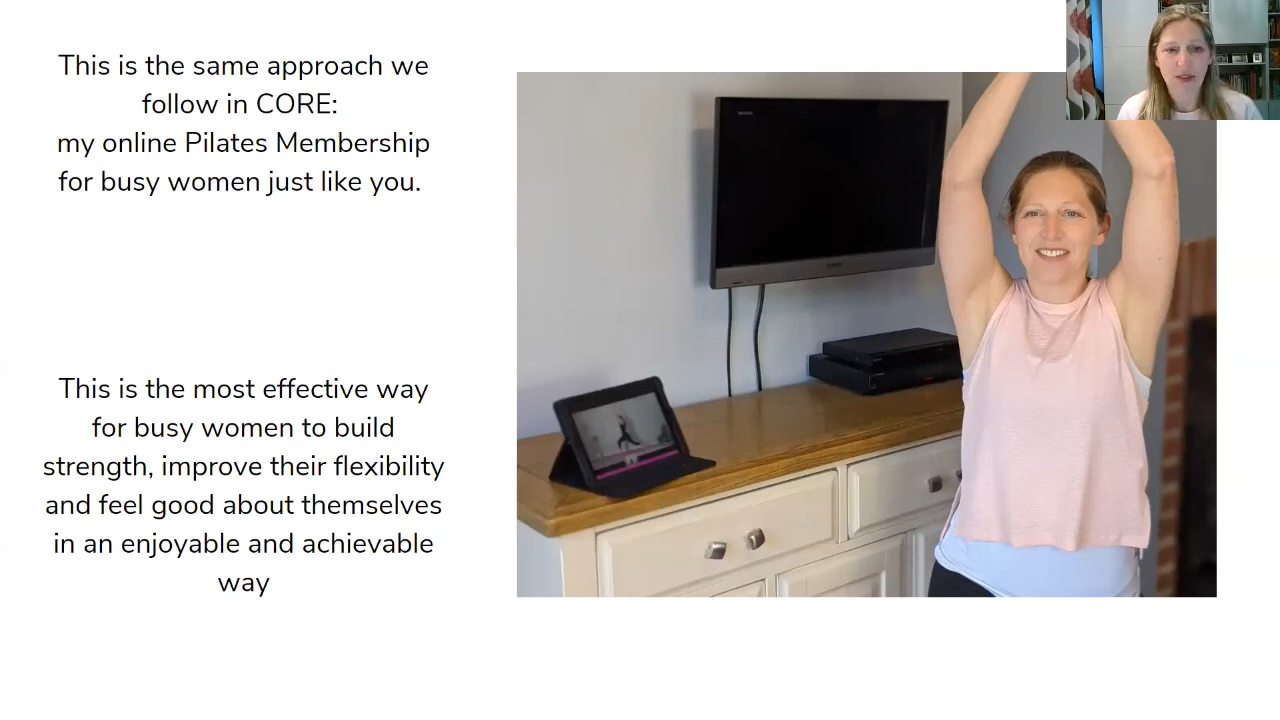 This is the same approach we
follow in CORE:
my online Pilates Membership
for busy women just like you.
This is the most effective way
for busy women to build
strength, improve their flexibility
and feel good about themselves
in an enjoyable and achievable
way